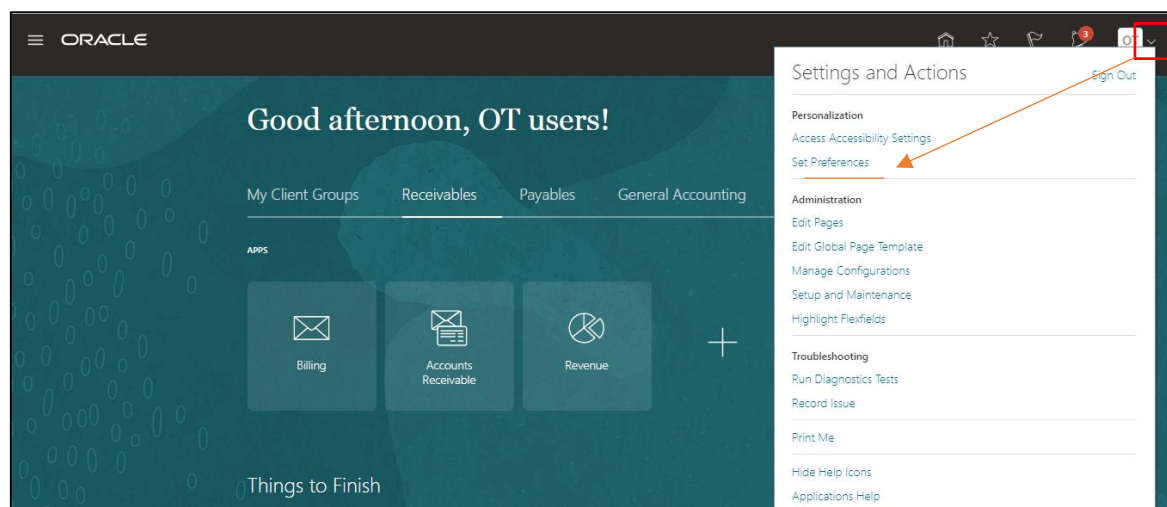 ORACLE
3
OT
Settings and Actions
Sign Out
Good afternoon, OT users!
Personalization
Access Accessibility Settings
Set Preferences
My Client Groups Receivables Payables General Accounting
Administration
Edit Pages
Edit Global Page Template
Manage Configurations
Setup and Maintenance
Highlight Flexfields
APPS
Billing
Accounts
Receivable
Revenue
Troubleshooting
Run Diagnostics Tests
Record Issue
Print Me
Hide Help Icons
Applications Help
Things to Finish